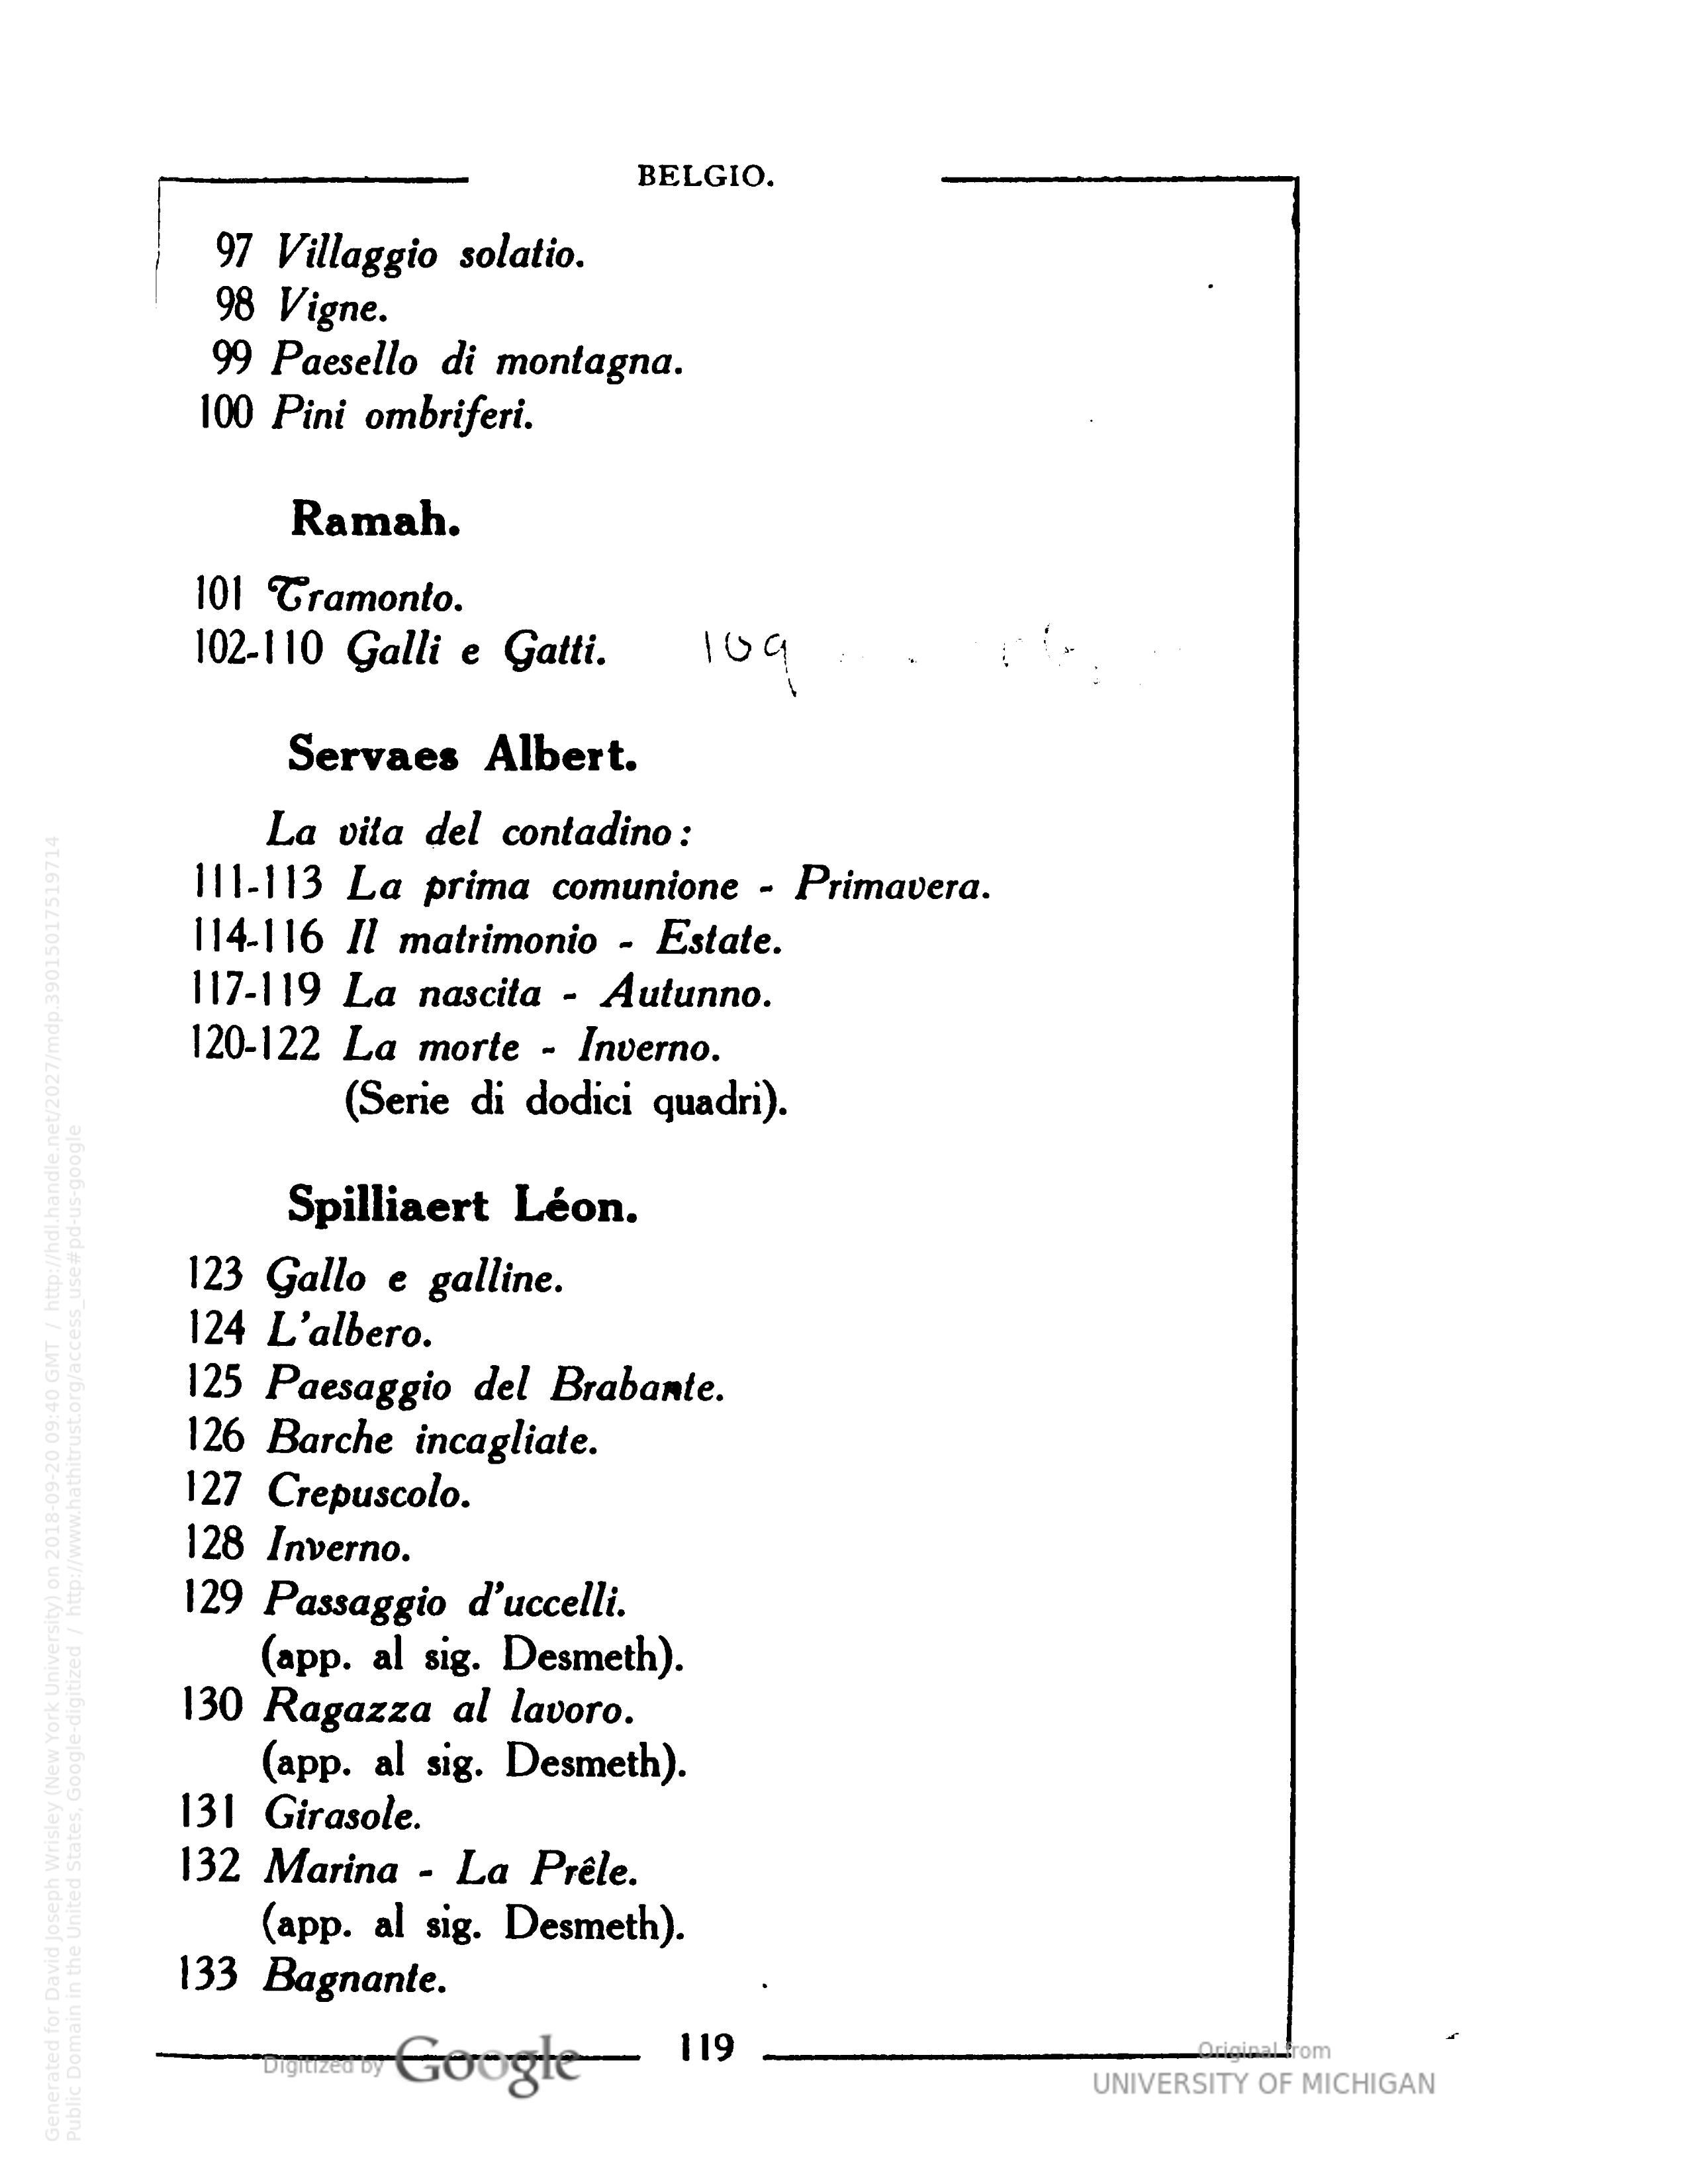 BELGIO.
97 Villaggio solatio.
98 Vigne.
99 Paesello di montagna.
100 Pini ombriferi.
Ramah.
101 Tramonto.
102-110 Galli e Gatti. 109
Servaes Albert.
La vita del contadino:
111-113 La prima comunione - Primavera.
114-116 Il matrimonio - Estate.
117-119 La nascita - Autunno.
120-122 La morte - Inverno.
(Serie di dodici quadri).
Spilliaert Léon.
123 Gallo e galline.
124 L'albero.
125 Paesaggio del Brabante.
126 Barche incagliate.
127 Crepuscolo.
128 Inverno.
129 Passaggio d'uccelli.
(app. al sig. Desmeth).
130 Ragazza al lavoro.
(app. al sig. Desmeth).
131 Girasole.
132 Marina - La Prêle.
(app. al sig. Desmeth).
133 Bagnante.
119
Digitized by Google
Original from
UNIVERSITY OF MICHIGAN
Generated for David Joseph Wrisley (New York University) on 2018-09-20 09:40 GMT / http://hdl.handle.net/2027/mdp.39015017519714
Public Domain in the United States, Google-digitized / http://www.hathitrust.org/access_use#pd-us-google